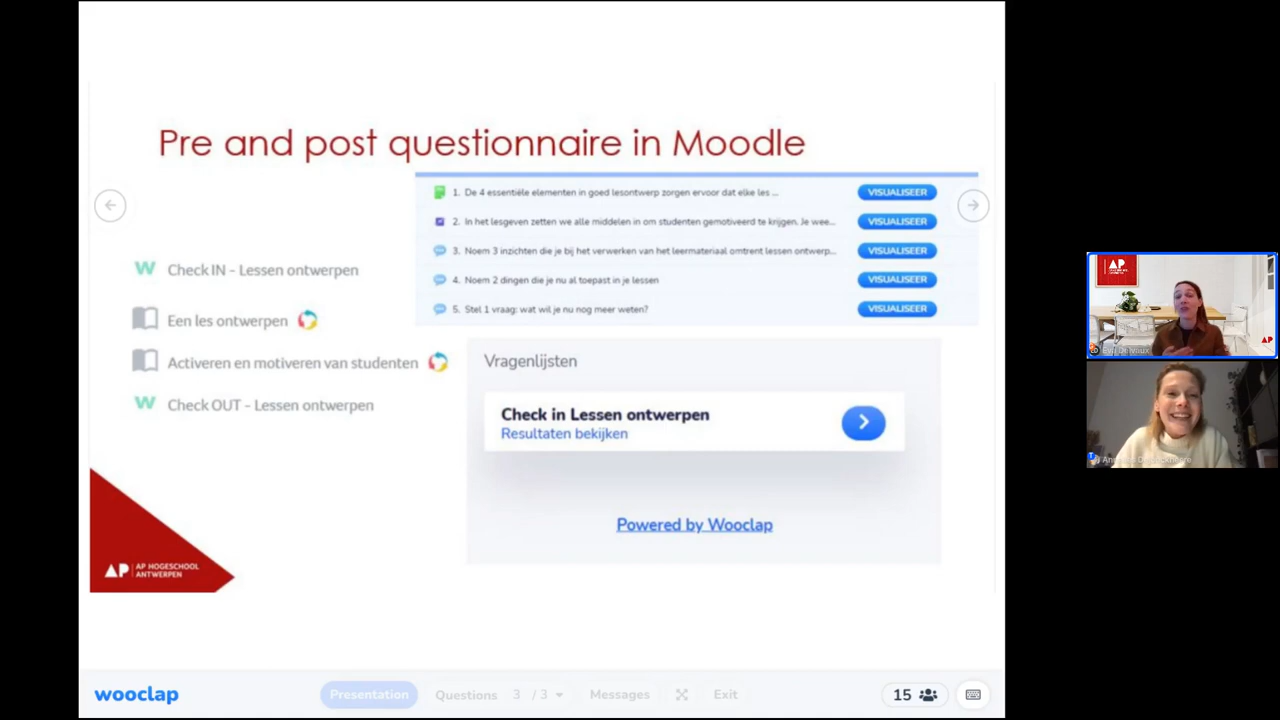 Pre and post questionnaire in Moodle
1. De 4 essentiële elementen in goed lesontwerp zorgen ervoor dat elke les ...
VISUALISEER
2. In het lesgeven zetten we alle middelen in om studenten gemotiveerd te krijgen. Je wee...
VISUALISEER
3. Noem 3 inzichten die je bij het verwerken van het leermateriaal omtrent lessen ontwerp...
VISUALISEER
4. Noem 2 dingen die je nu al toepast in je lessen
VISUALISEER
5. Stel 1 vraag: wat wil je nu nog meer weten?
VISUALISEER
W Check IN - Lessen ontwerpen
Een les ontwerpen
Activeren en motiveren van studenten
W Check OUT - Lessen ontwerpen
Vragenlijsten
Check in Lessen ontwerpen
Resultaten bekijken
Powered by Wooclap
AP AP HOGESCHOOL
ANTWERPEN
wooclap
Presentation
Questions 3 / 3
Messages
Exit
15
AP
AP